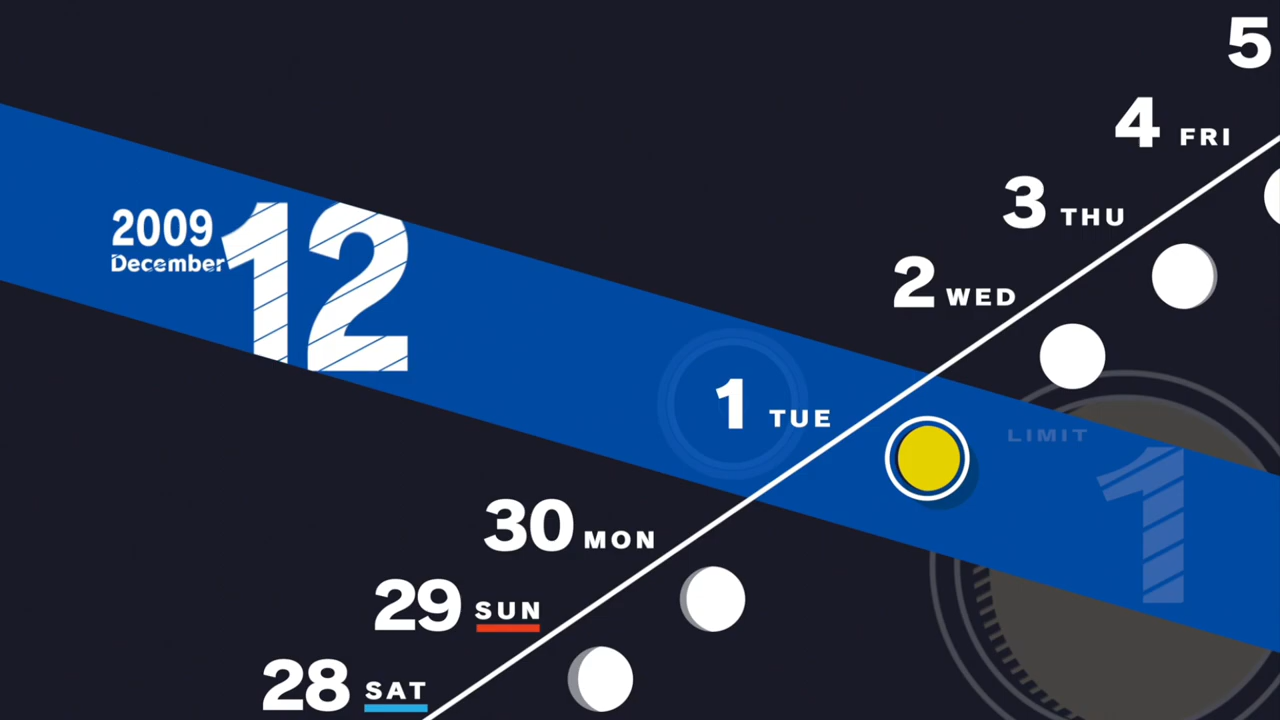 5
4 FRI
3 THU
2 WED
2009
December
12
1 TUE
LIMIT
1
30 MON
29 SUN
28 SAT